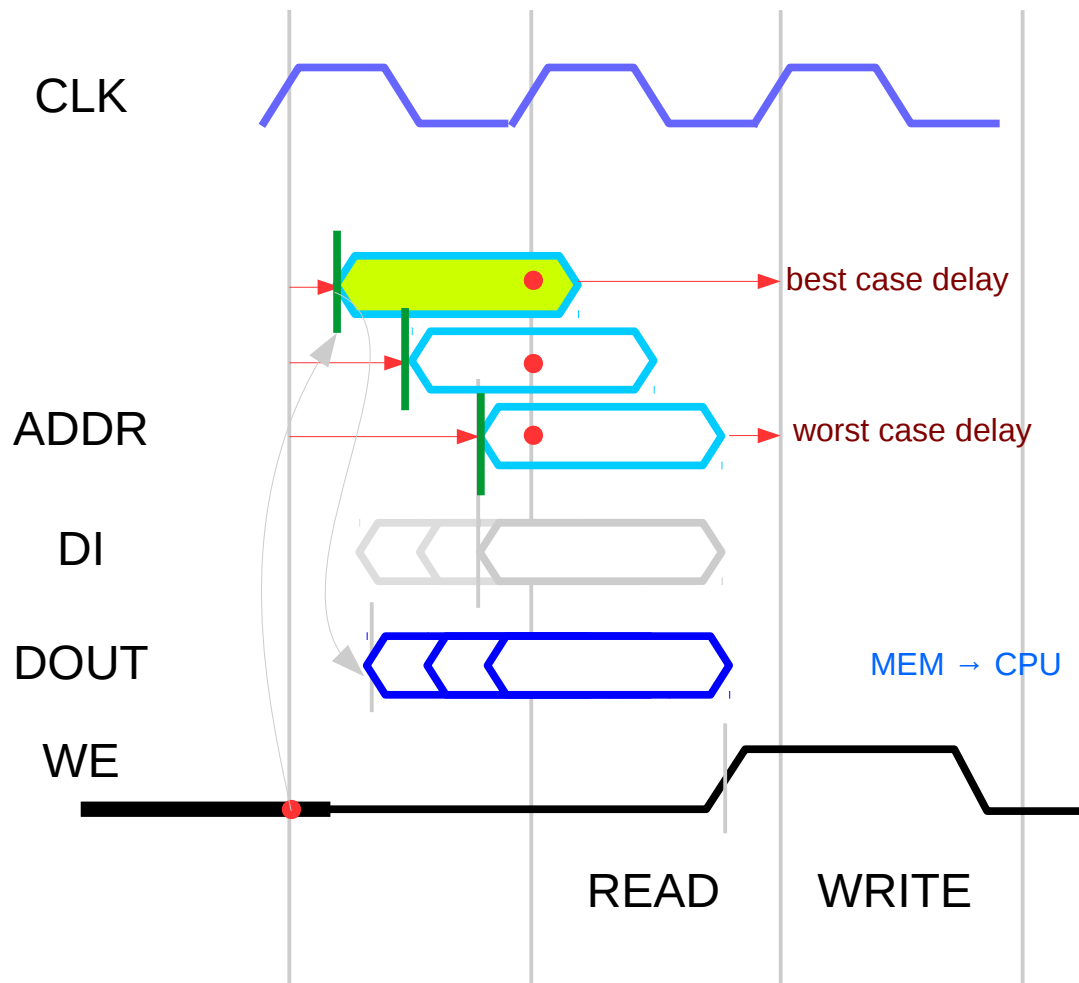 CLK
best case delay
ADDR
worst case delay
DI
DOUT
MEM → CPU
WE
READ
WRITE